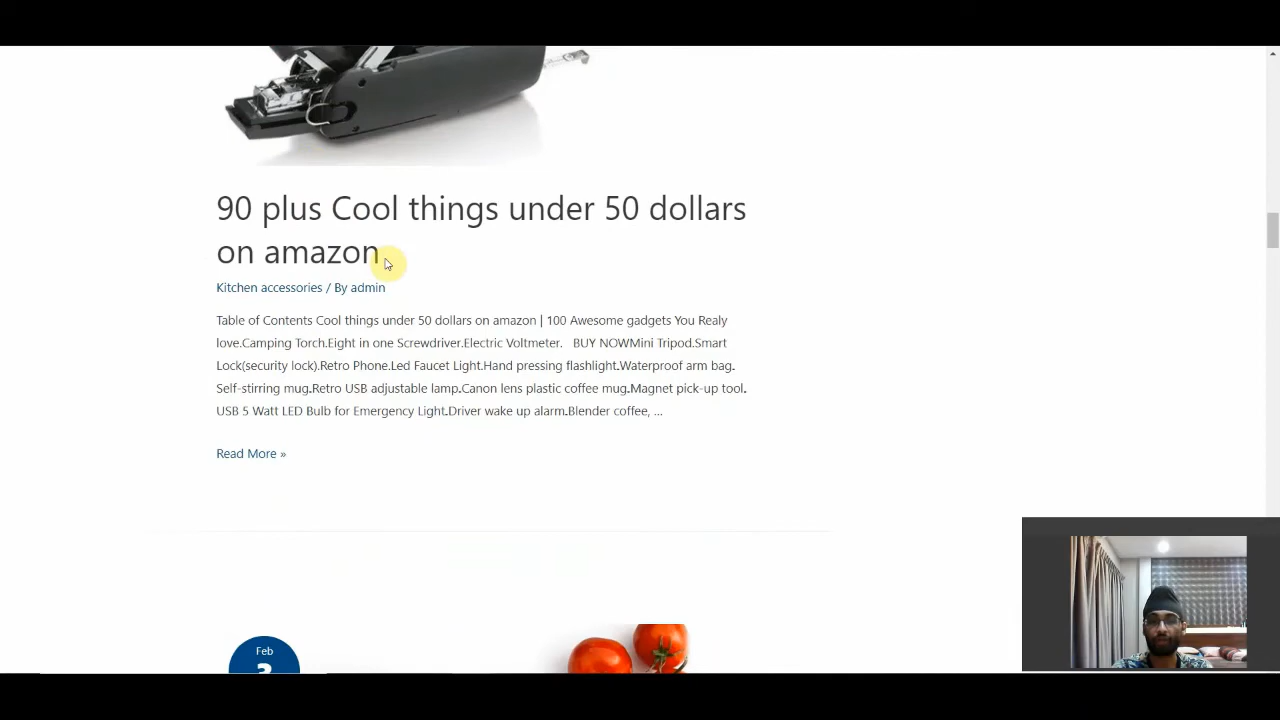 90 plus Cool things under 50 dollars
on amazon
Kitchen accessories / By admin
Table of Contents Cool things under 50 dollars on amazon | 100 Awesome gadgets You Realy
love.Camping Torch.Eight in one Screwdriver.Electric Voltmeter. BUY NOWMini Tripod.Smart
Lock(security lock).Retro Phone.Led Faucet Light.Hand pressing flashlight.Waterproof arm bag.
Self-stirring mug.Retro USB adjustable lamp.Canon lens plastic coffee mug.Magnet pick-up tool.
USB 5 Watt LED Bulb for Emergency Light.Driver wake up alarm.Blender coffee, ...
Read More »
Feb
3